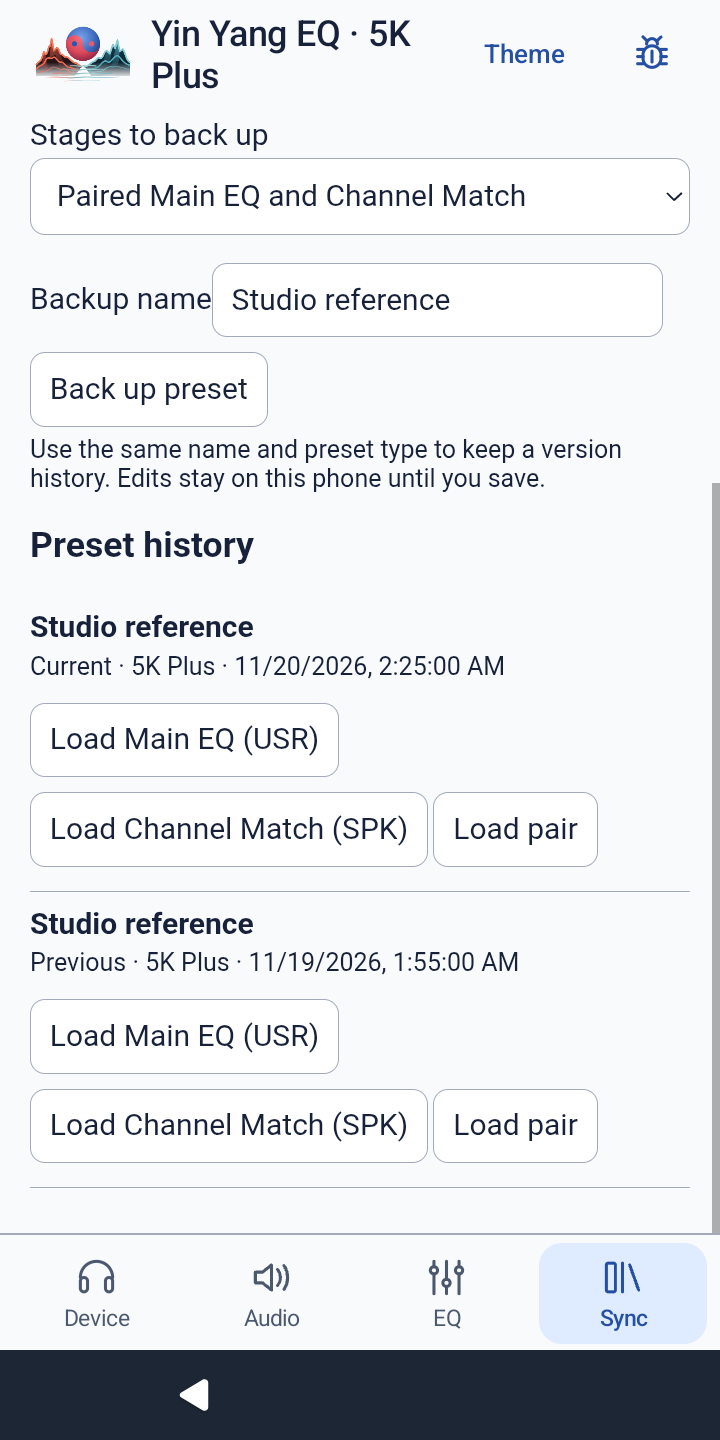 Yin Yang EQ · 5K
Plus
Theme
Stages to back up
Paired Main EQ and Channel Match
Backup name
Studio reference
Back up preset
Use the same name and preset type to keep a version
history. Edits stay on this phone until you save.
Preset history
Studio reference
Current · 5K Plus · 11/20/2026, 2:25:00 AM
Load Main EQ (USR)
Load Channel Match (SPK)
Load pair
Studio reference
Previous · 5K Plus · 11/19/2026, 1:55:00 AM
Load Main EQ (USR)
Load Channel Match (SPK)
Load pair
Device
Audio
EQ
Sync